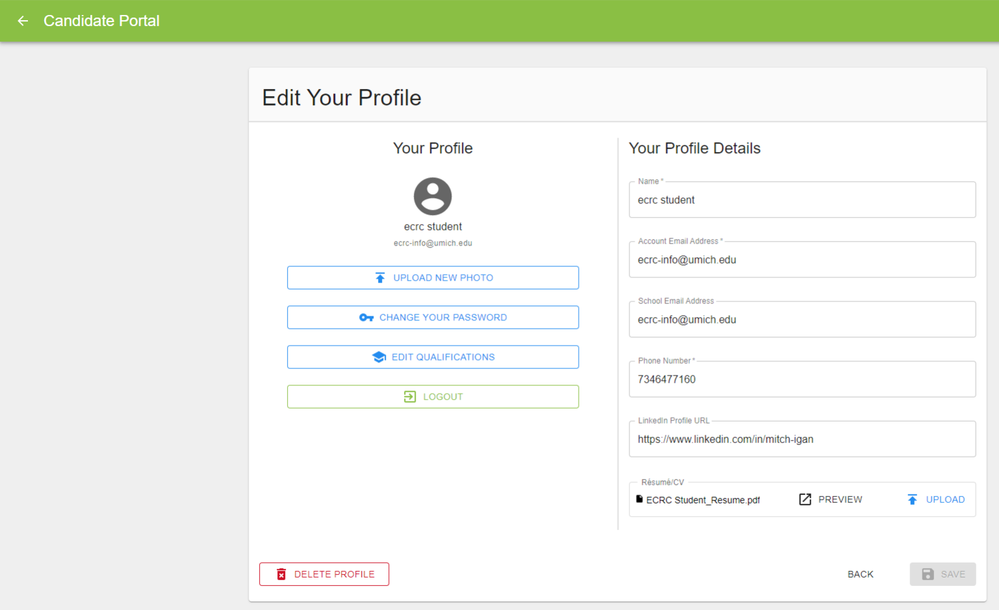 Candidate Portal
Edit Your Profile
Your Profile
ecrc student
ecrc-info@umich.edu
UPLOAD NEW PHOTO
CHANGE YOUR PASSWORD
EDIT QUALIFICATIONS
LOGOUT
Your Profile Details
Name *
ecrc student
Account Email Address *
ecrc-info@umich.edu
School Email Address
ecrc-info@umich.edu
Phone Number *
7346477160
LinkedIn Profile URL
https://www.linkedin.com/in/mitch-igan
Résumé/CV
ECRC Student_Resume.pdf PREVIEW UPLOAD
DELETE PROFILE BACK SAVE